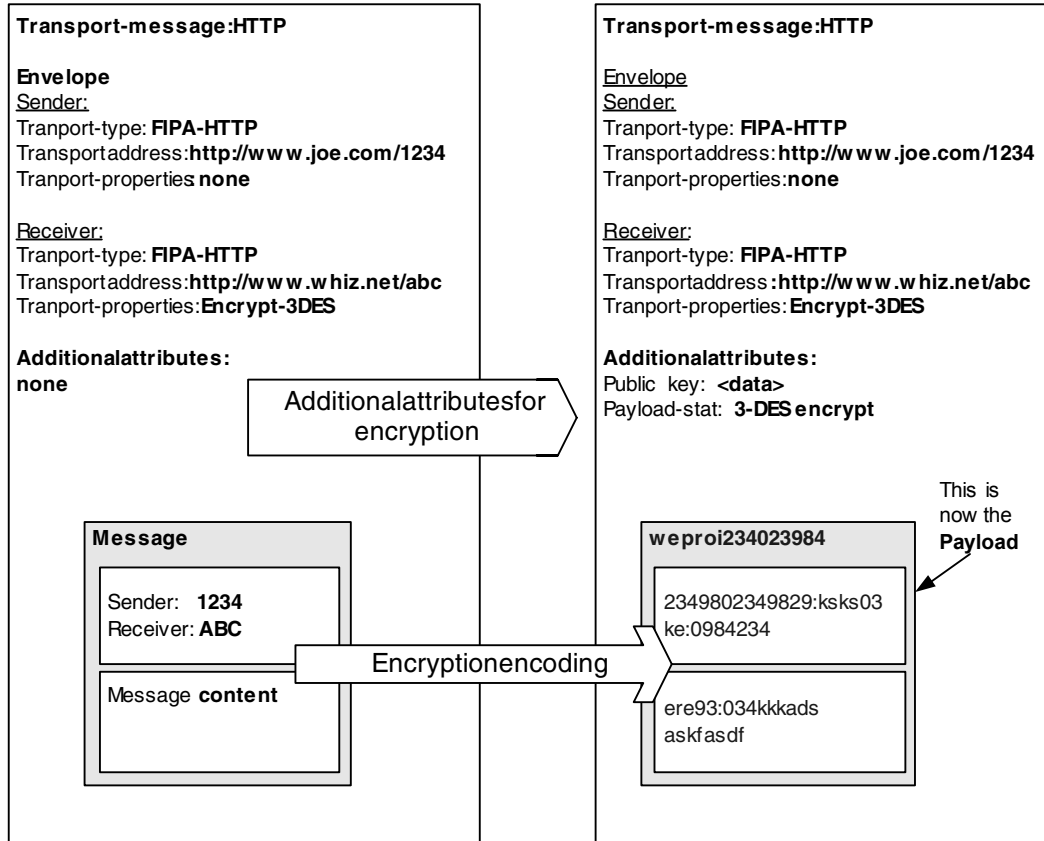 Transport-message:HTTP
Envelope
Sender:
Tranport-type: FIPA-HTTP
Transportaddress:http://www.joe.com/1234
Tranport-properties:none
Receiver:
Tranport-type: FIPA-HTTP
Transportaddress:http://www.whiz.net/abc
Tranport-properties:Encrypt-3DES
Additionalattributes:
none
Additionalattributesfor
encryption
Message
Sender: 1234
Receiver: ABC
Message content
Encryptionencoding
Transport-message:HTTP
Envelope
Sender:
Tranport-type: FIPA-HTTP
Transportaddress:http://www.joe.com/1234
Tranport-properties:none
Receiver:
Tranport-type: FIPA-HTTP
Transportaddress:http://www.whiz.net/abc
Tranport-properties:Encrypt-3DES
Additionalattributes:
Public key: <data>
Payload-stat: 3-DES encrypt
This is
now the
Payload
weproi234023984
2349802349829:ksks03
ke:0984234
ere93:034kkkads
askfasdf